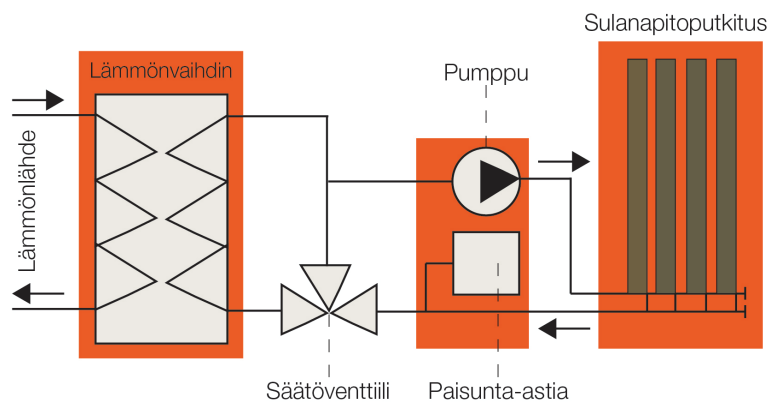 Sulanapitoputkitus
Lämmönvaihdin
Pumppu
Lämmönlähde
Säätöventtiili
Paisunta-astia